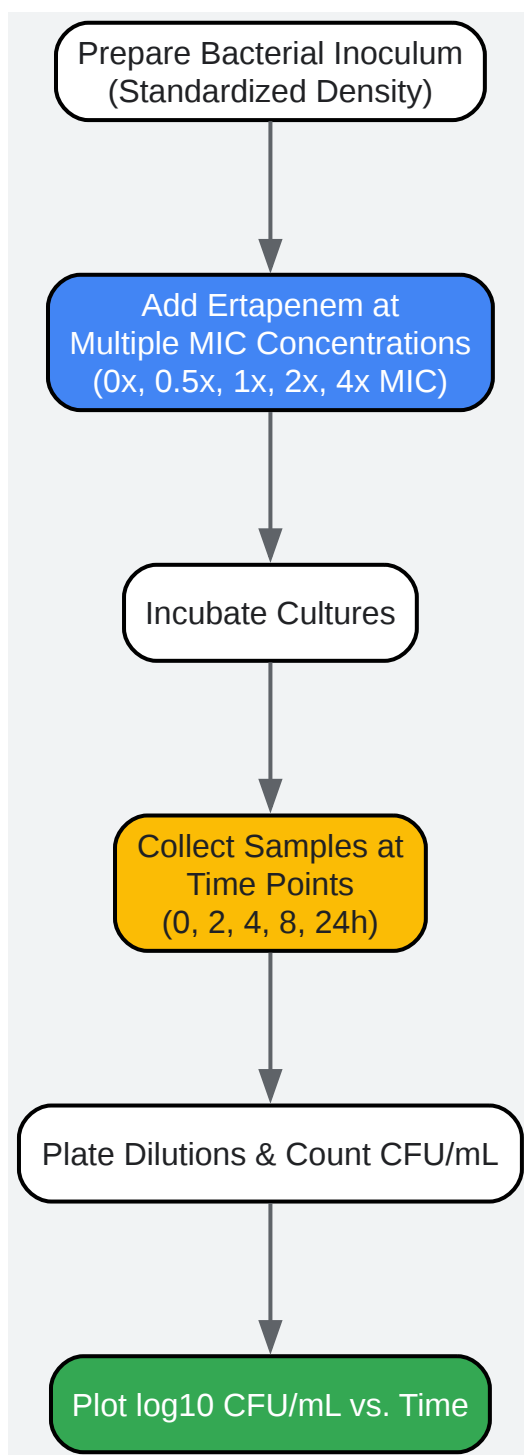 Prepare Bacterial Inoculum
(Standardized Density)
Add Ertapenem at
Multiple MIC Concentrations
(0x, 0.5x, 1x, 2x, 4x MIC)
Incubate Cultures
Collect Samples at
Time Points
(0, 2, 4, 8, 24h)
Plate Dilutions & Count CFU/mL
Plot log10 CFU/mL vs. Time